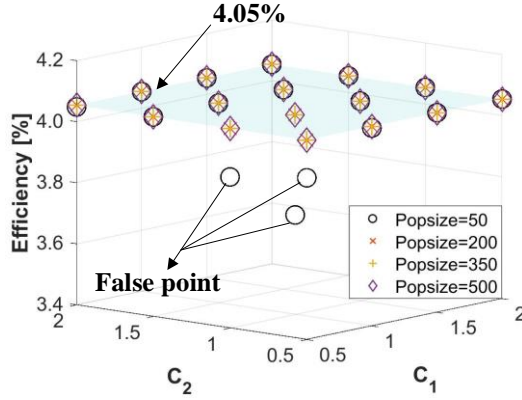 4.05%
4.2
4.0
3.8
3.6
3.4
Efficiency [%]
False point
Popsize=50
Popsize=200
Popsize=350
Popsize=500
2
1.5
1
0.5
C2
0.5
1
1.5
2
C1